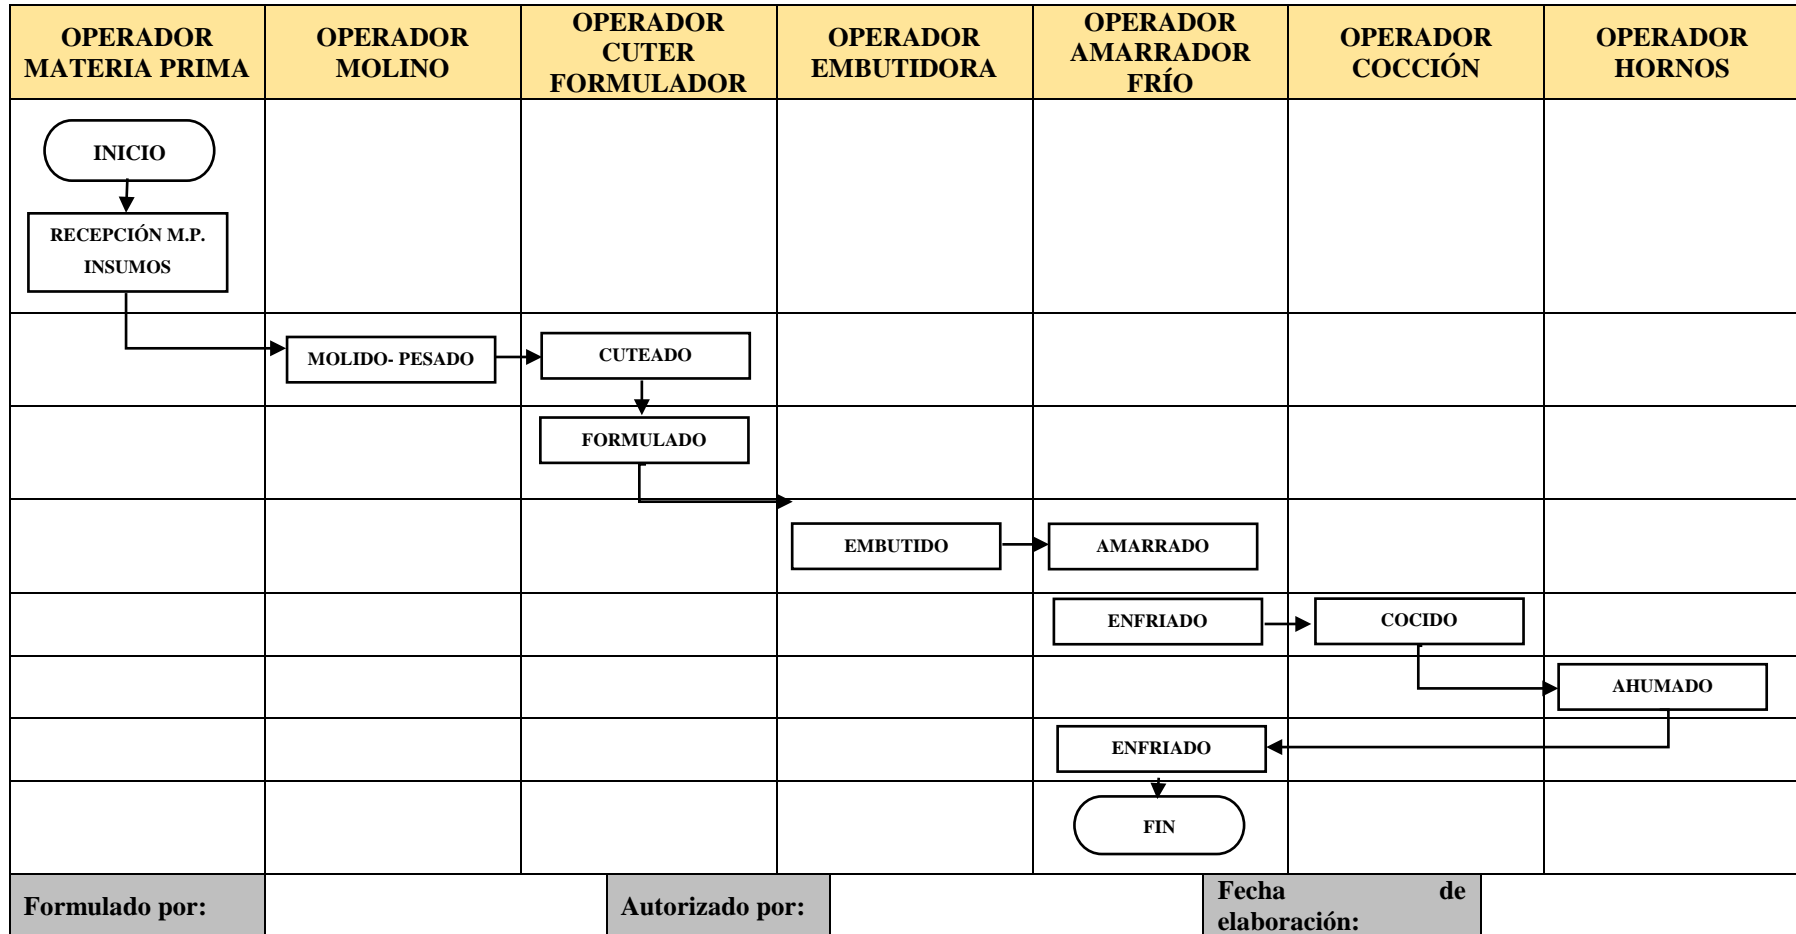 OPERADOR
MATERIA PRIMA
OPERADOR
MOLINO
OPERADOR
CUTER
FORMULADOR
OPERADOR
EMBUTIDORA
OPERADOR
AMARRADOR
FRÍO
OPERADOR
COCCIÓN
OPERADOR
HORNOS
INICIO
RECEPCIÓN M.P.
INSUMOS
MOLIDO- PESADO
CUTEADO
FORMULADO
EMBUTIDO
AMARRADO
ENFRIADO
COCIDO
AHUMADO
ENFRIADO
FIN
Formulado por:
Autorizado por:
Fecha de
elaboración: